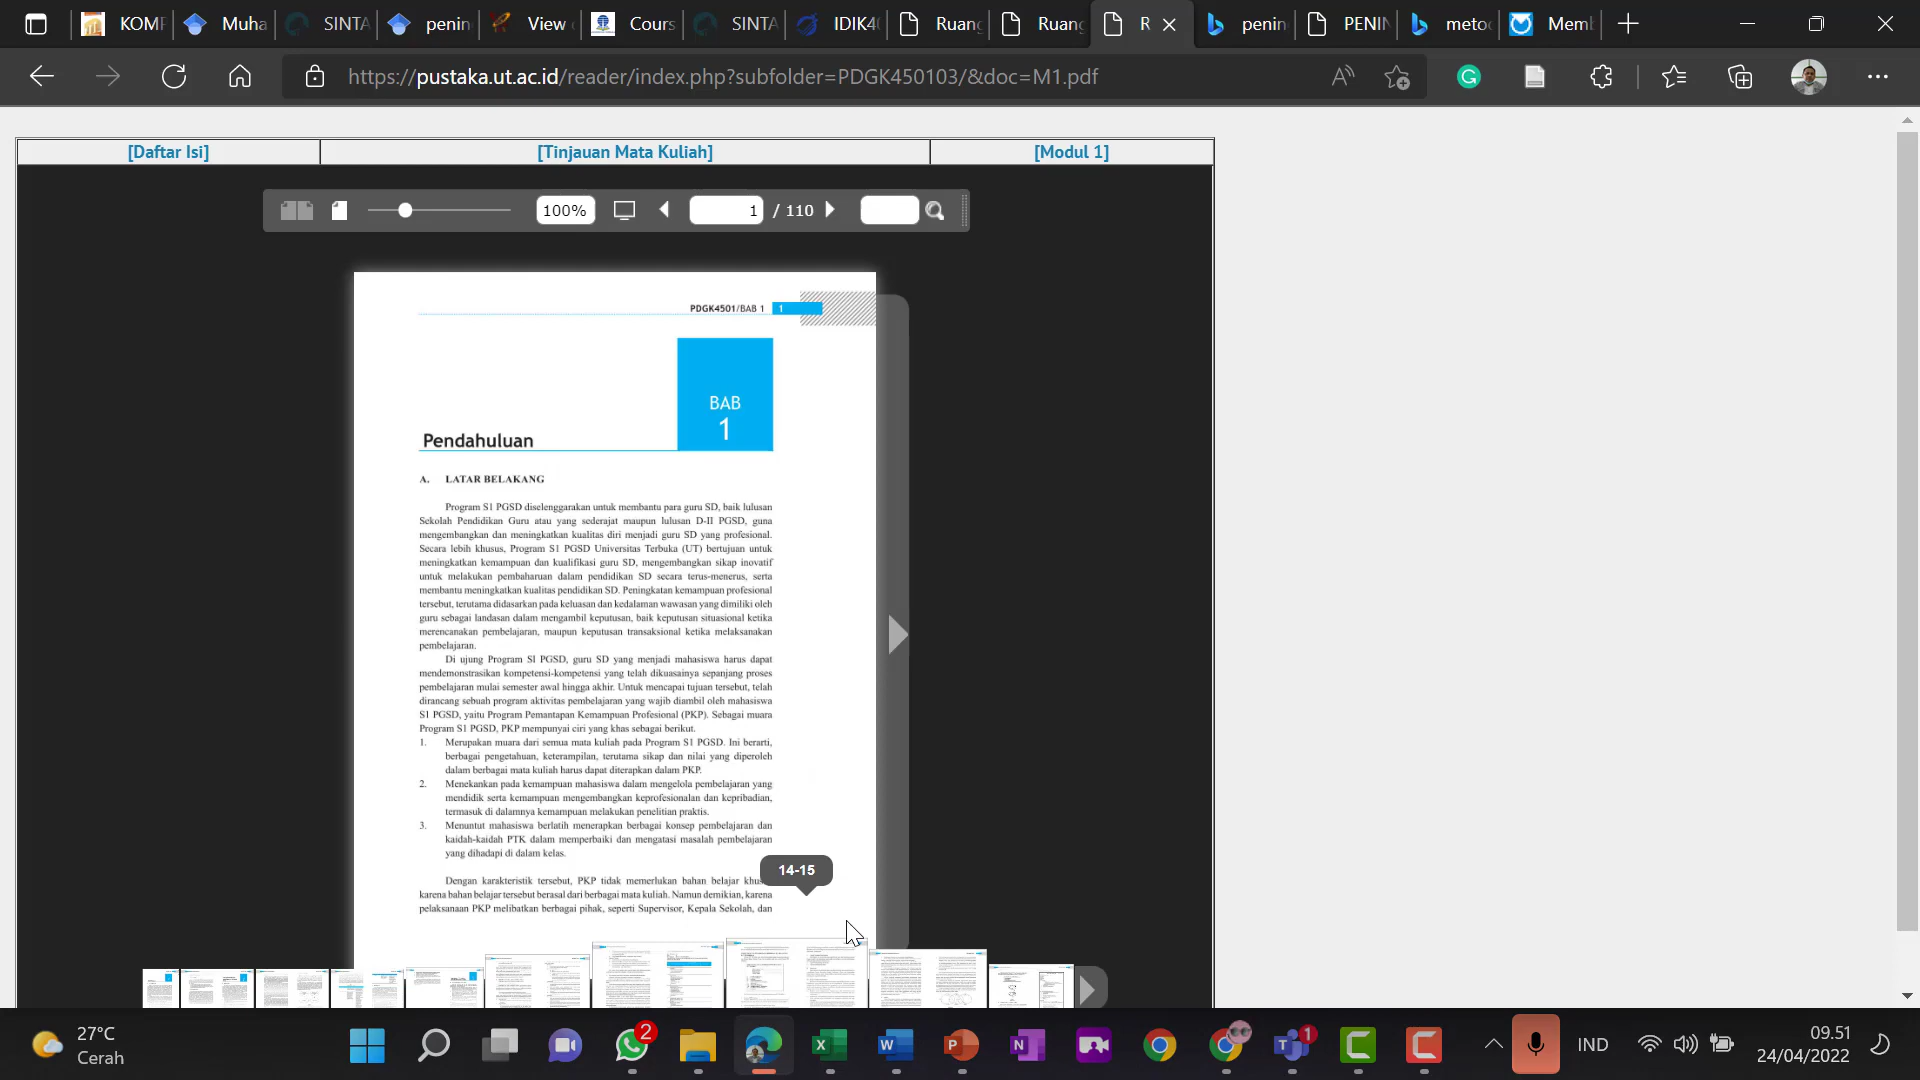 KOMP
Muha
SINTA
penin
View
Cours
SINTA
IDIK40
Ruang
Ruang
R
penin
PENIN
meto
Memb
https://pustaka.ut.ac.id/reader/index.php?subfolder=PDGK450103/&doc=M1.pdf
[Daftar Isi]
[Tinjauan Mata Kuliah]
[Modul 1]
100%
1 / 110
PDGK4501/BAB 1 1
BAB
1
Pendahuluan
A. LATAR BELAKANG
Program S1 PGSD diselenggarakan untuk membantu para guru SD, baik lulusan
Sekolah Pendidikan Guru atau yang sederajat maupun lulusan D-II PGSD, guna
mengembangkan dan meningkatkan kualitas diri menjadi guru SD yang profesional.
Secara lebih khusus, Program S1 PGSD Universitas Terbuka (UT) bertujuan untuk
meningkatkan kemampuan dan kualifikasi guru SD, mengembangkan sikap inovatif
untuk melakukan pembaharuan dalam pendidikan SD secara terus-menerus, serta
membantu meningkatkan kualitas pendidikan SD. Peningkatan kemampuan profesional
tersebut, terutama didasarkan pada keluasan dan kedalaman wawasan yang dimiliki oleh
guru sebagai landasan dalam mengambil keputusan, baik keputusan situasional ketika
merencanakan pembelajaran, maupun keputusan transaksional ketika melaksanakan
pembelajaran.
Di ujung Program SI PGSD, guru SD yang menjadi mahasiswa harus dapat
mendemonstrasikan kompetensi-kompetensi yang telah dikuasainya sepanjang proses
pembelajaran mulai semester awal hingga akhir. Untuk mencapai tujuan tersebut, telah
dirancang sebuah program aktivitas pembelajaran yang wajib diambil oleh mahasiswa
S1 PGSD, yaitu Program Pemantapan Kemampuan Profesional (PKP). Sebagai muara
Program S1 PGSD, PKP mempunyai ciri yang khas sebagai berikut.
1. Merupakan muara dari semua mata kuliah pada Program S1 PGSD. Ini berarti,
berbagai pengetahuan, keterampilan, terutama sikap dan nilai yang diperoleh
dalam berbagai mata kuliah harus dapat diterapkan dalam PKP.
2. Menekankan pada kemampuan mahasiswa dalam mengelola pembelajaran yang
mendidik serta kemampuan mengembangkan keprofesionalan dan kepribadian,
termasuk di dalamnya kemampuan melakukan penelitian praktis.
3. Menuntut mahasiswa berlatih menerapkan berbagai konsep pembelajaran dan
kaidah-kaidah PTK dalam memperbaiki dan mengatasi masalah pembelajaran
yang dihadapi di dalam kelas.
14-15
Dengan karakteristik tersebut, PKP tidak memerlukan bahan belajar khus
karena bahan belajar tersebut berasal dari berbagai mata kuliah. Namun demikian, karena
pelaksanaan PKP melibatkan berbagai pihak, seperti Supervisor, Kepala Sekolah, dan
27°C
Cerah
2
1
IND
09.51
24/04/2022